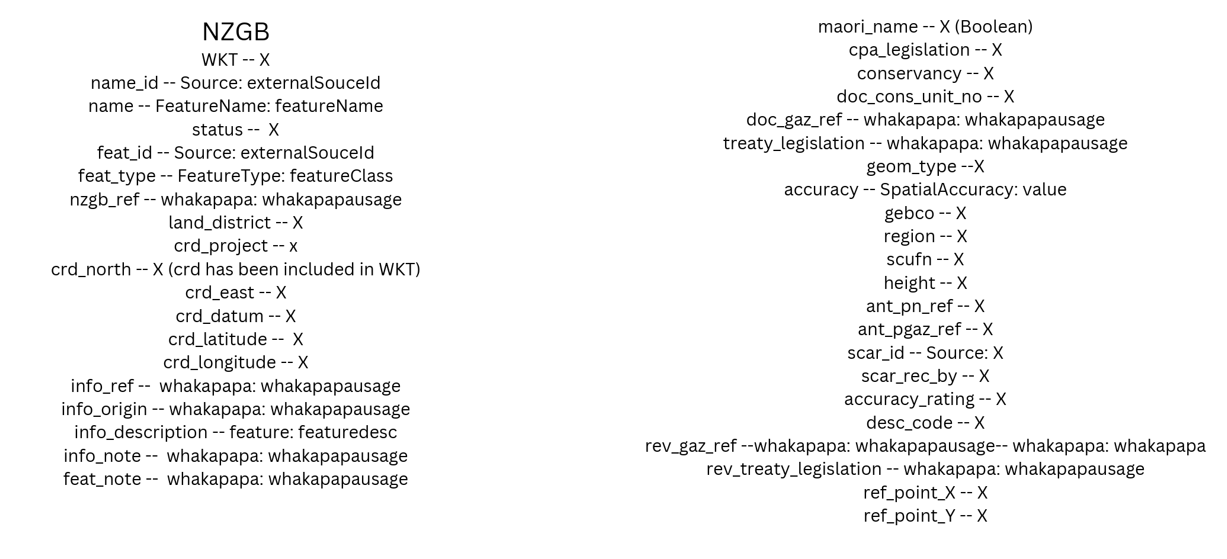 NZGB
WKT -- X
name_id -- Source: externalSouceId
name -- FeatureName: featureName
status --  X
feat_id -- Source: externalSouceId
feat_type -- FeatureType: featureClass
nzgb_ref -- whakapapa: whakapapausage
land_district -- X
crd_project -- x
crd_north -- X (crd has been included in WKT)
crd_east -- X
crd_datum -- X
crd_latitude --  X
crd_longitude -- X
info_ref --  whakapapa: whakapapausage
info_origin -- whakapapa: whakapapausage
info_description -- feature: featuredesc
info_note --  whakapapa: whakapapausage
feat_note --  whakapapa: whakapapausage
maori_name -- X (Boolean)
cpa_legislation -- X
conservancy -- X
doc_cons_unit_no -- X
doc_gaz_ref -- whakapapa: whakapapausage
treaty_legislation -- whakapapa: whakapapausage
geom_type --X
accuracy -- SpatialAccuracy: value
gebco -- X
region -- X
scufn -- X
height -- X
ant_pn_ref -- X
ant_pgaz_ref -- X
scar_id -- Source: X
scar_rec_by -- X
accuracy_rating -- X
desc_code -- X
rev_gaz_ref --whakapapa: whakapapausage-- whakapapa: whakapapa
rev_treaty_legislation -- whakapapa: whakapapausage
ref_point_X -- X
ref_point_Y -- X